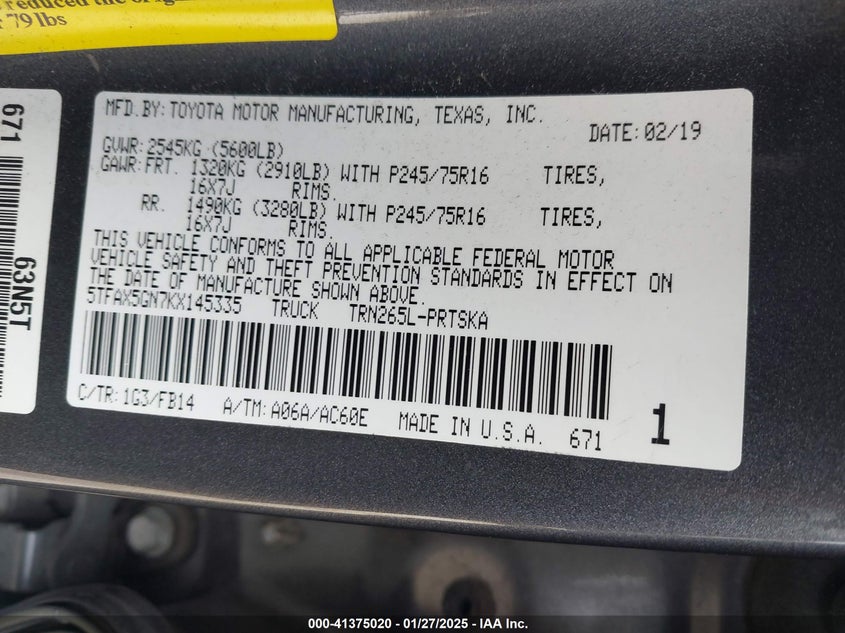 reduced the
79 lbs
671
63N5T
MFD.BY: TOYOTA MOTOR MANUFACTURING, TEXAS, INC.
DATE: 02/19
GVWR: 2545KG (5600LB)
GAWR: FRT. 1320KG (2910LB) WITH P245/75R16 TIRES,
16X7J RIMS.
RR. 1490KG (3280LB) WITH P245/75R16 TIRES,
16X7J RIMS.
THIS VEHICLE CONFORMS TO ALL APPLICABLE FEDERAL MOTOR
VEHICLE SAFETY AND THEFT PREVENTION STANDARDS IN EFFECT ON
THE DATE OF MANUFACTURE SHOWN ABOVE.
5TFAX5GN7KX145335 TRUCK TRN265L-PRTSKA
C/TR: 1G3/FB14 A/TM: A06A/AC60E MADE IN U.S.A. 671
1
000-41375020 — 01/27/2025 — IAA Inc.